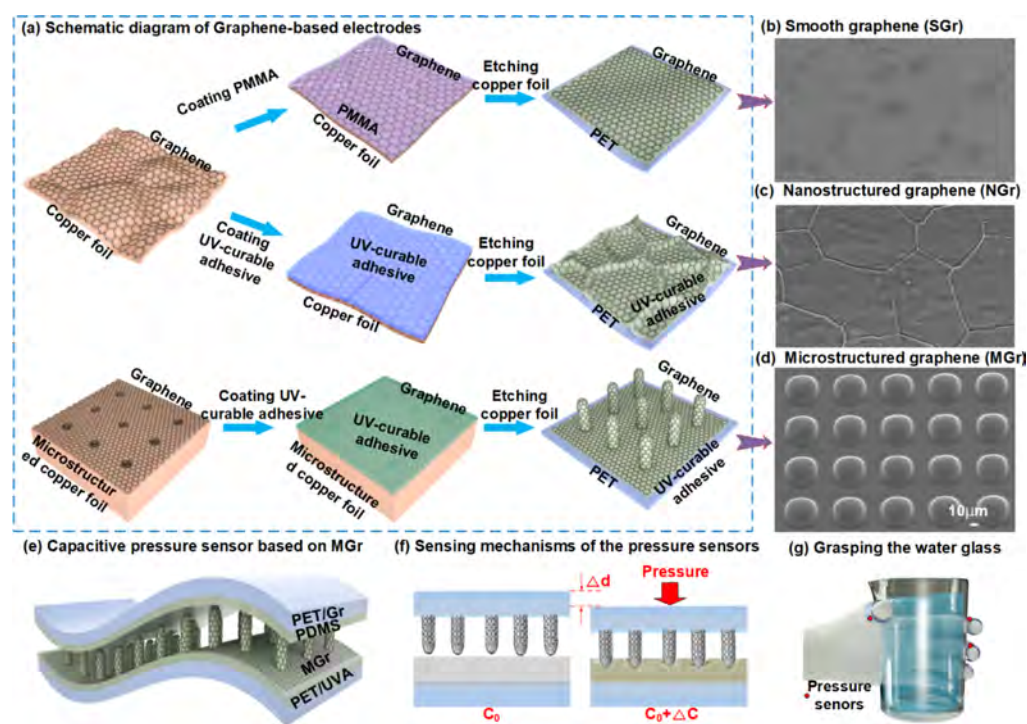 (a) Schematic diagram of Graphene-based electrodes
Coating PMMA
Graphene
PMMA
Copper foil
Etching
copper foil
Graphene
PET
Graphene
Copper foil
Coating
UV-curable
adhesive
Graphene
UV-curable
adhesive
Copper foil
Etching
copper foil
Graphene
UV-curable
adhesive
PET
Graphene
Microstructur
ed copper foil
Coating UV-
curable adhesive
Graphene
UV-curable
adhesive
Microstructure
d copper foil
Etching
copper foil
Graphene
UV-curable
adhesive
PET
(b) Smooth graphene (SGr)
(c) Nanostructured graphene (NGr)
(d) Microstructured graphene (MGr)
10μm
(e) Capacitive pressure sensor based on MGr
PET/Gr
PDMS
MGr
PET/UVA
(f) Sensing mechanisms of the pressure sensors
△d
Pressure
C₀
C₀+△C
(g) Grasping the water glass
Pressure
senors